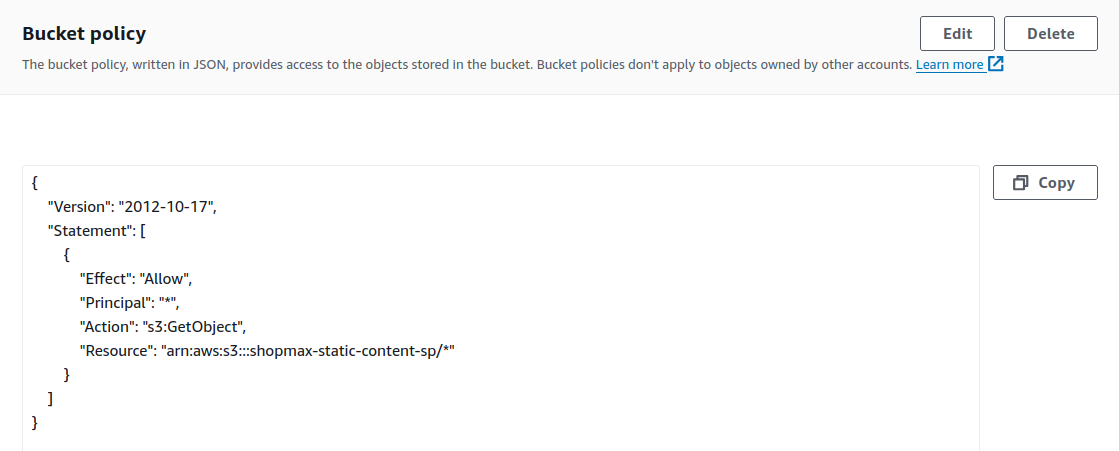 Bucket policy
Edit
Delete
The bucket policy, written in JSON, provides access to the objects stored in the bucket. Bucket policies don't apply to objects owned by other accounts. Learn more
Copy
{
    "Version": "2012-10-17",
    "Statement": [
        {
            "Effect": "Allow",
            "Principal": "*",
            "Action": "s3:GetObject",
            "Resource": "arn:aws:s3:::shopmax-static-content-sp/*"
        }
    ]
}